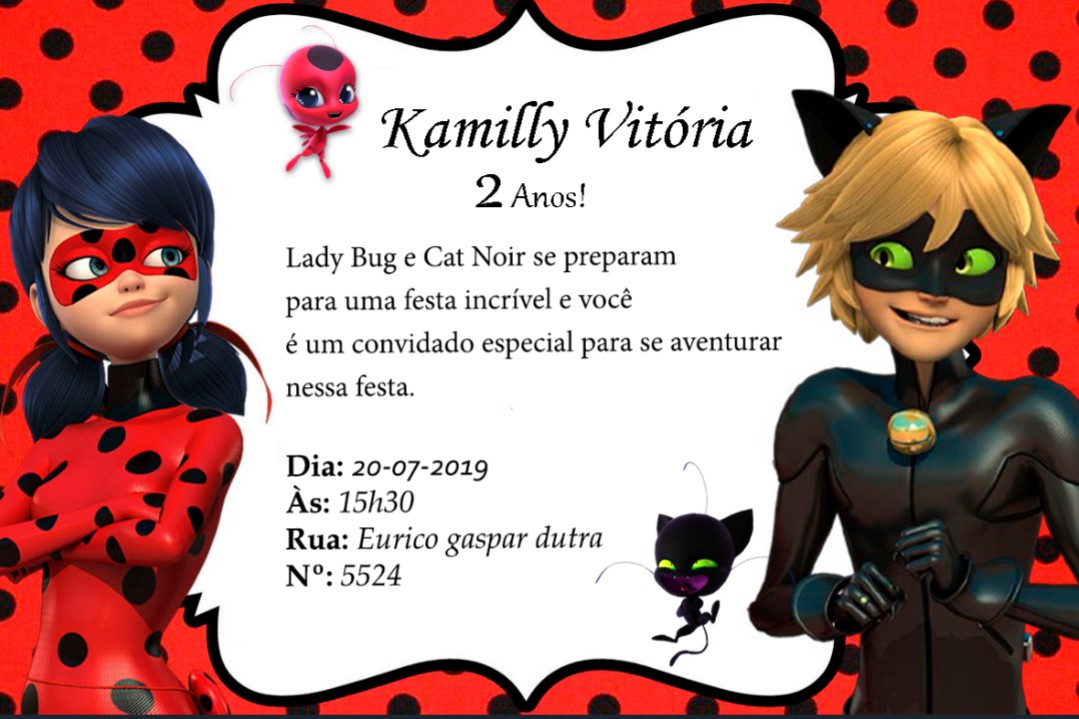 Kamilly Vitória
2 Anos!
Lady Bug e Cat Noir se preparam
para uma festa incrível e você
é um convidado especial para se aventurar
nessa festa.
Dia: 20-07-2019
Às: 15h30
Rua: Eurico gaspar dutra
Nº: 5524